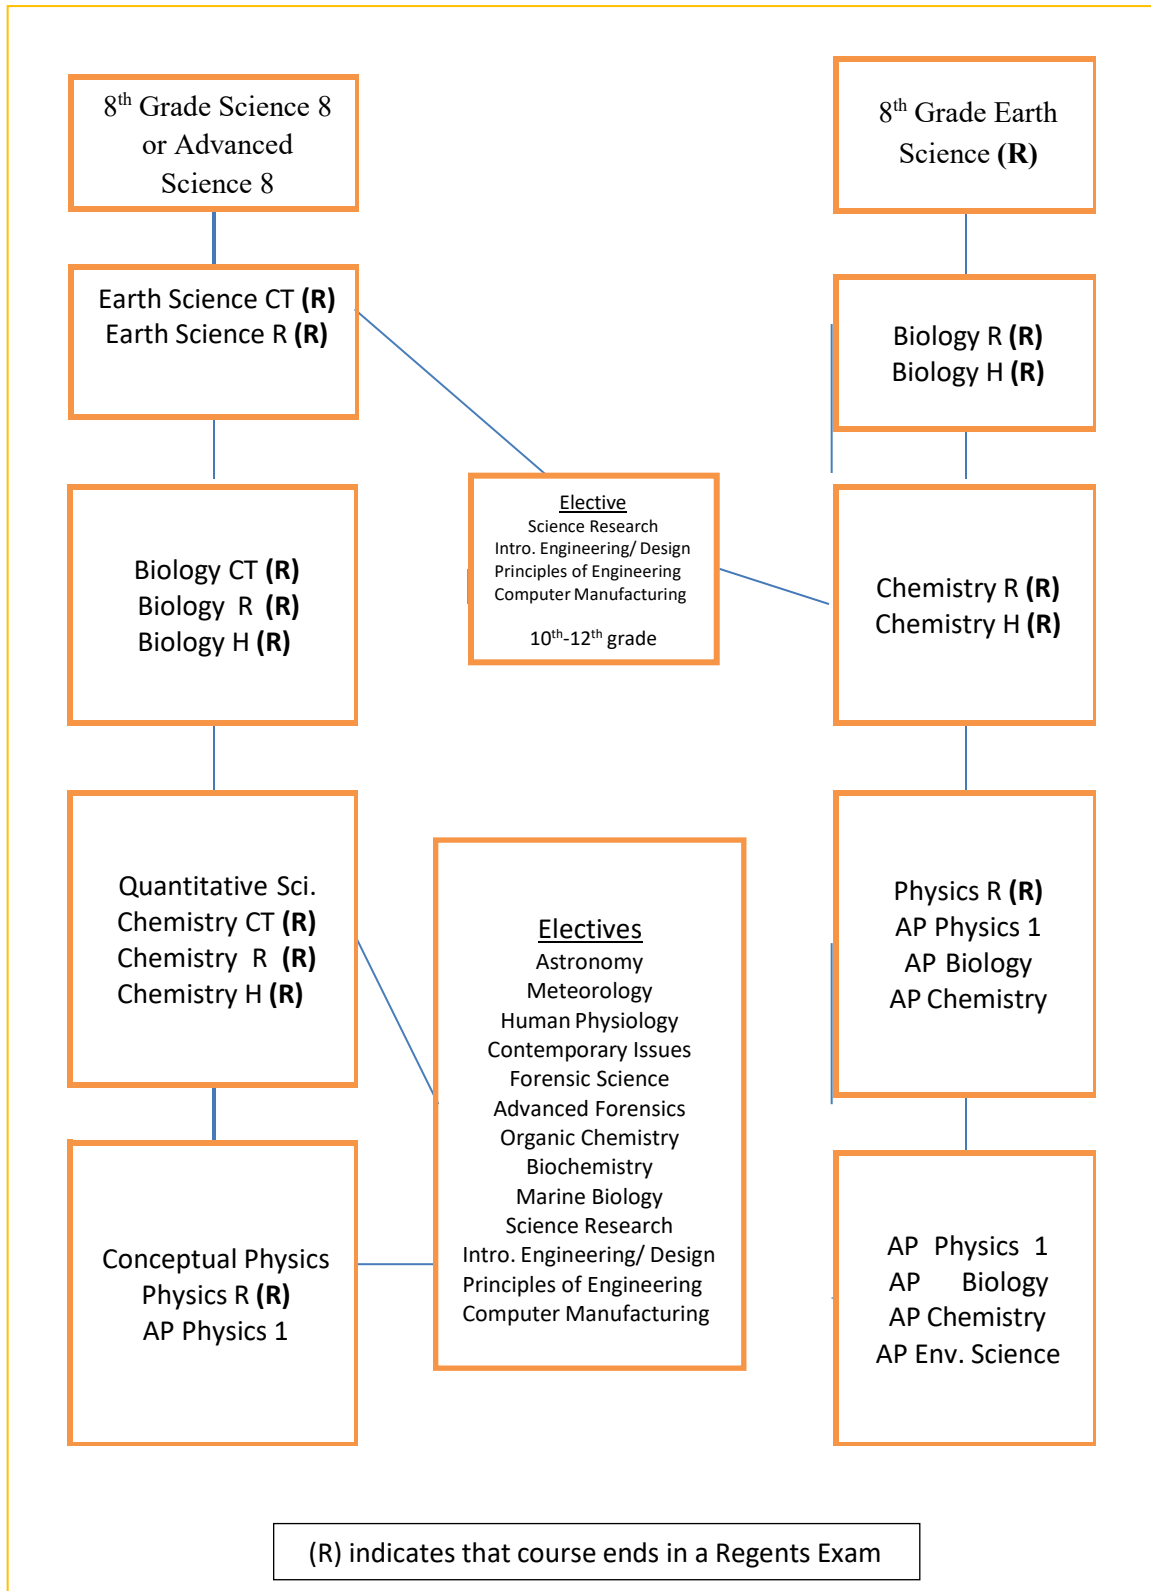 8th Grade Science 8
or Advanced
Science 8
8th Grade Earth
Science (R)
Earth Science CT (R)
Earth Science R (R)
Biology R (R)
Biology H (R)
Elective
Science Research
Intro. Engineering/ Design
Principles of Engineering
Computer Manufacturing
10th-12th grade
Biology CT (R)
Biology R (R)
Biology H (R)
Chemistry R (R)
Chemistry H (R)
Quantitative Sci.
Chemistry CT (R)
Chemistry R (R)
Chemistry H (R)
Electives
Astronomy
Meteorology
Human Physiology
Contemporary Issues
Forensic Science
Advanced Forensics
Organic Chemistry
Biochemistry
Marine Biology
Science Research
Intro. Engineering/ Design
Principles of Engineering
Computer Manufacturing
Physics R (R)
AP Physics 1
AP Biology
AP Chemistry
Conceptual Physics
Physics R (R)
AP Physics 1
AP Physics 1
AP Biology
AP Chemistry
AP Env. Science
(R) indicates that course ends in a Regents Exam